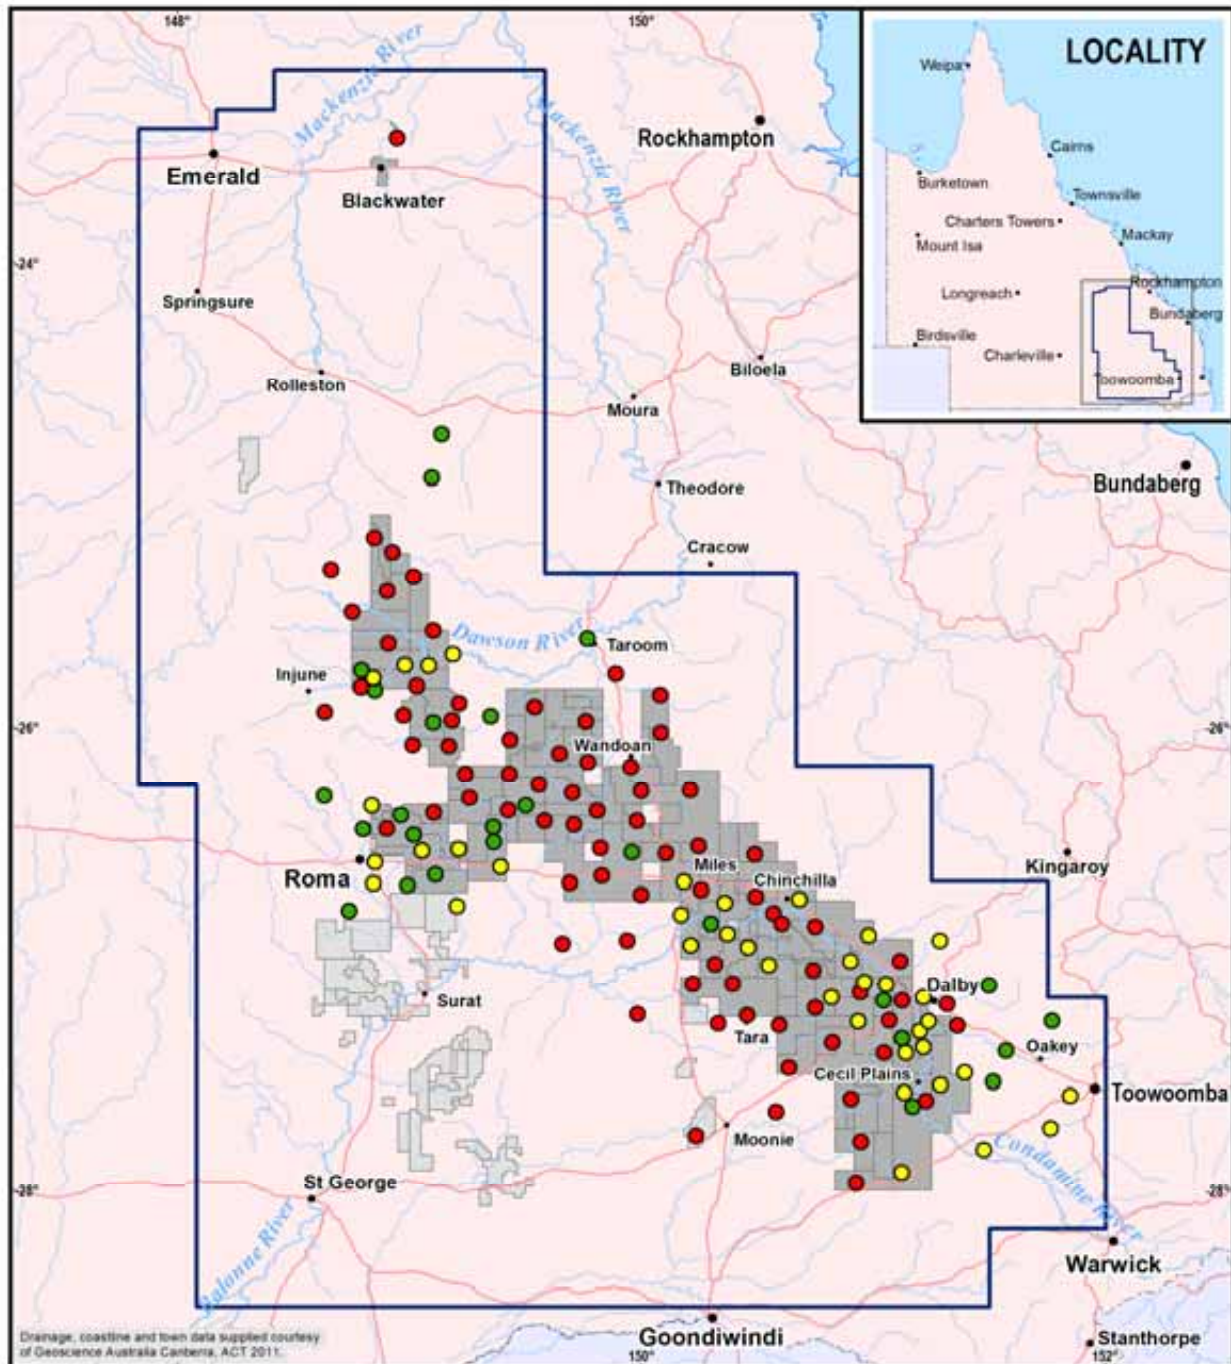 148°
150°
LOCALITY
Weipa
Cairns
Burketown
Townsville
Charters Towers
Mount Isa
Mackay
Longreach
Rockhampton
Bundaberg
Birdsville
Charleville
Toowoomba
Mackenzie River
Mackenzie River
Rockhampton
Emerald
Blackwater
-24°
Springsure
Rolleston
Biloela
Moura
Bundaberg
Theodore
Cracow
Dawson River
Taroom
Injune
-26°
-26°
Wandoan
Miles
Kingaroy
Roma
Chinchilla
Surat
Dalby
Tara
Oakey
Cecil Plains
Toowoomba
Moonie
Condamine River
St George
-28°
-28°
Balonne River
Warwick
Goondiwindi
Stanthorpe
Drainage, coastline and town data supplied courtesy
of Geoscience Australia Canberra, ACT 2011.
150°
152°